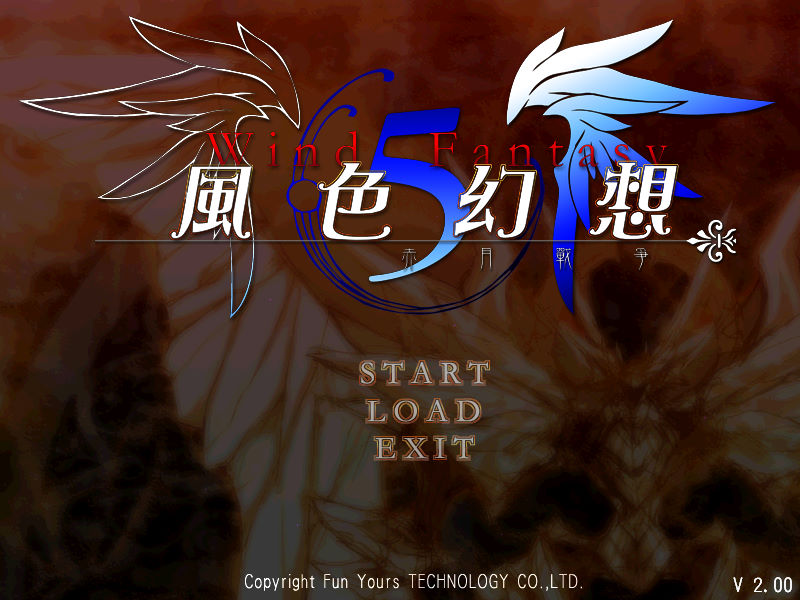 Wind Fantasy
風色幻想5
赤月戰爭
START
LOAD
EXIT
Copyright Fun Yours TECHNOLOGY CO.,LTD.
V 2.00